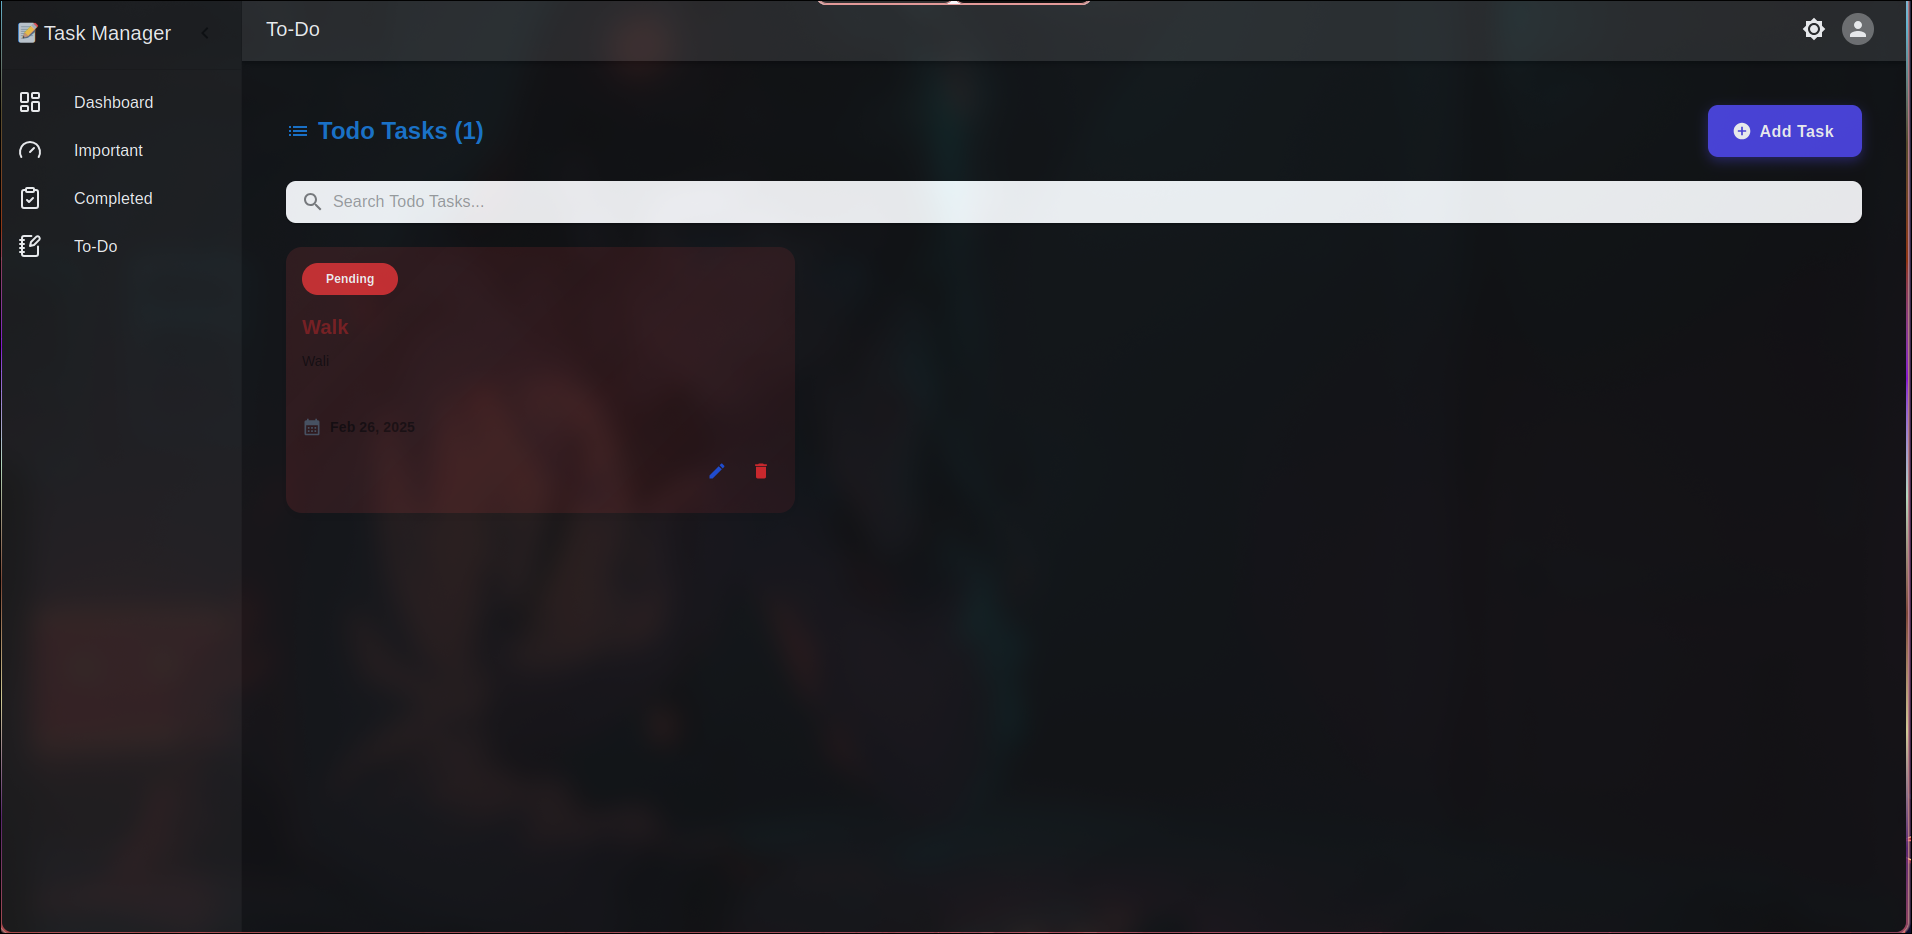 Task Manager
To-Do
Dashboard
Important
Completed
To-Do
Todo Tasks (1)
Add Task
Search Todo Tasks...
Pending
Walk
Wali
Feb 26, 2025